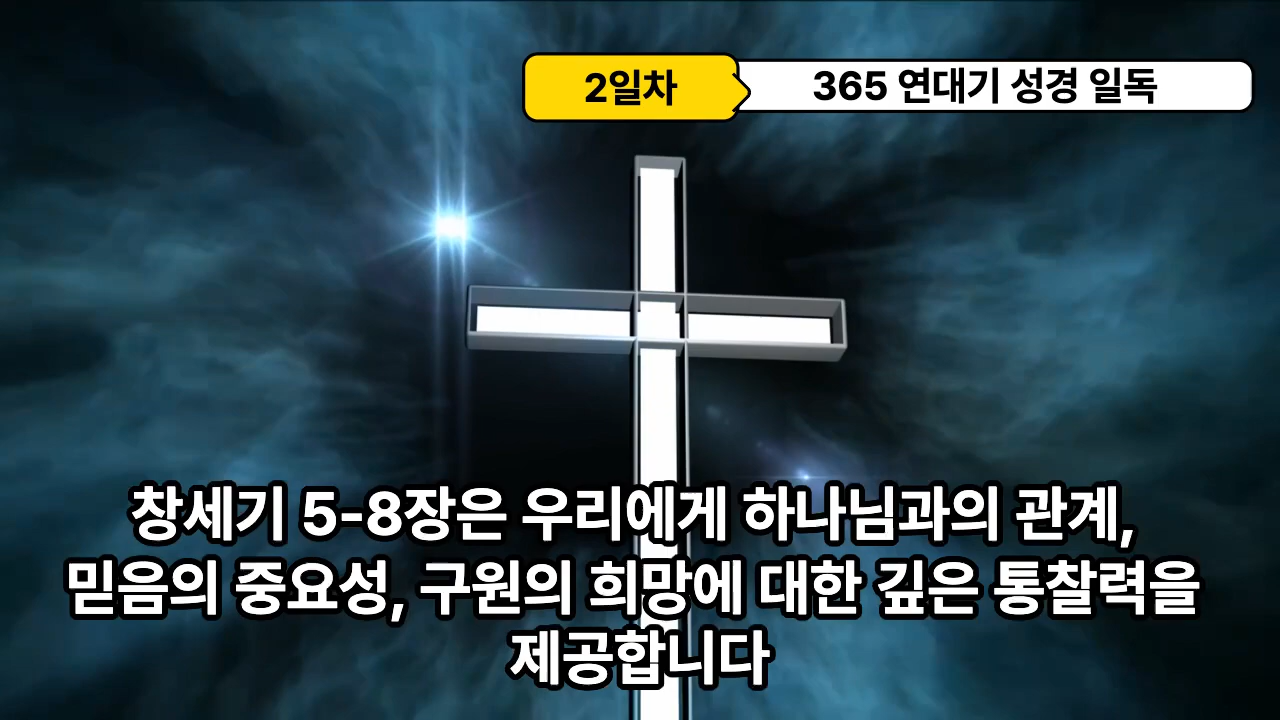 2일차
365 연대기 성경 일독
창세기 5-8장은 우리에게 하나님과의 관계,
믿음의 중요성, 구원의 희망에 대한 깊은 통찰력을
제공합니다